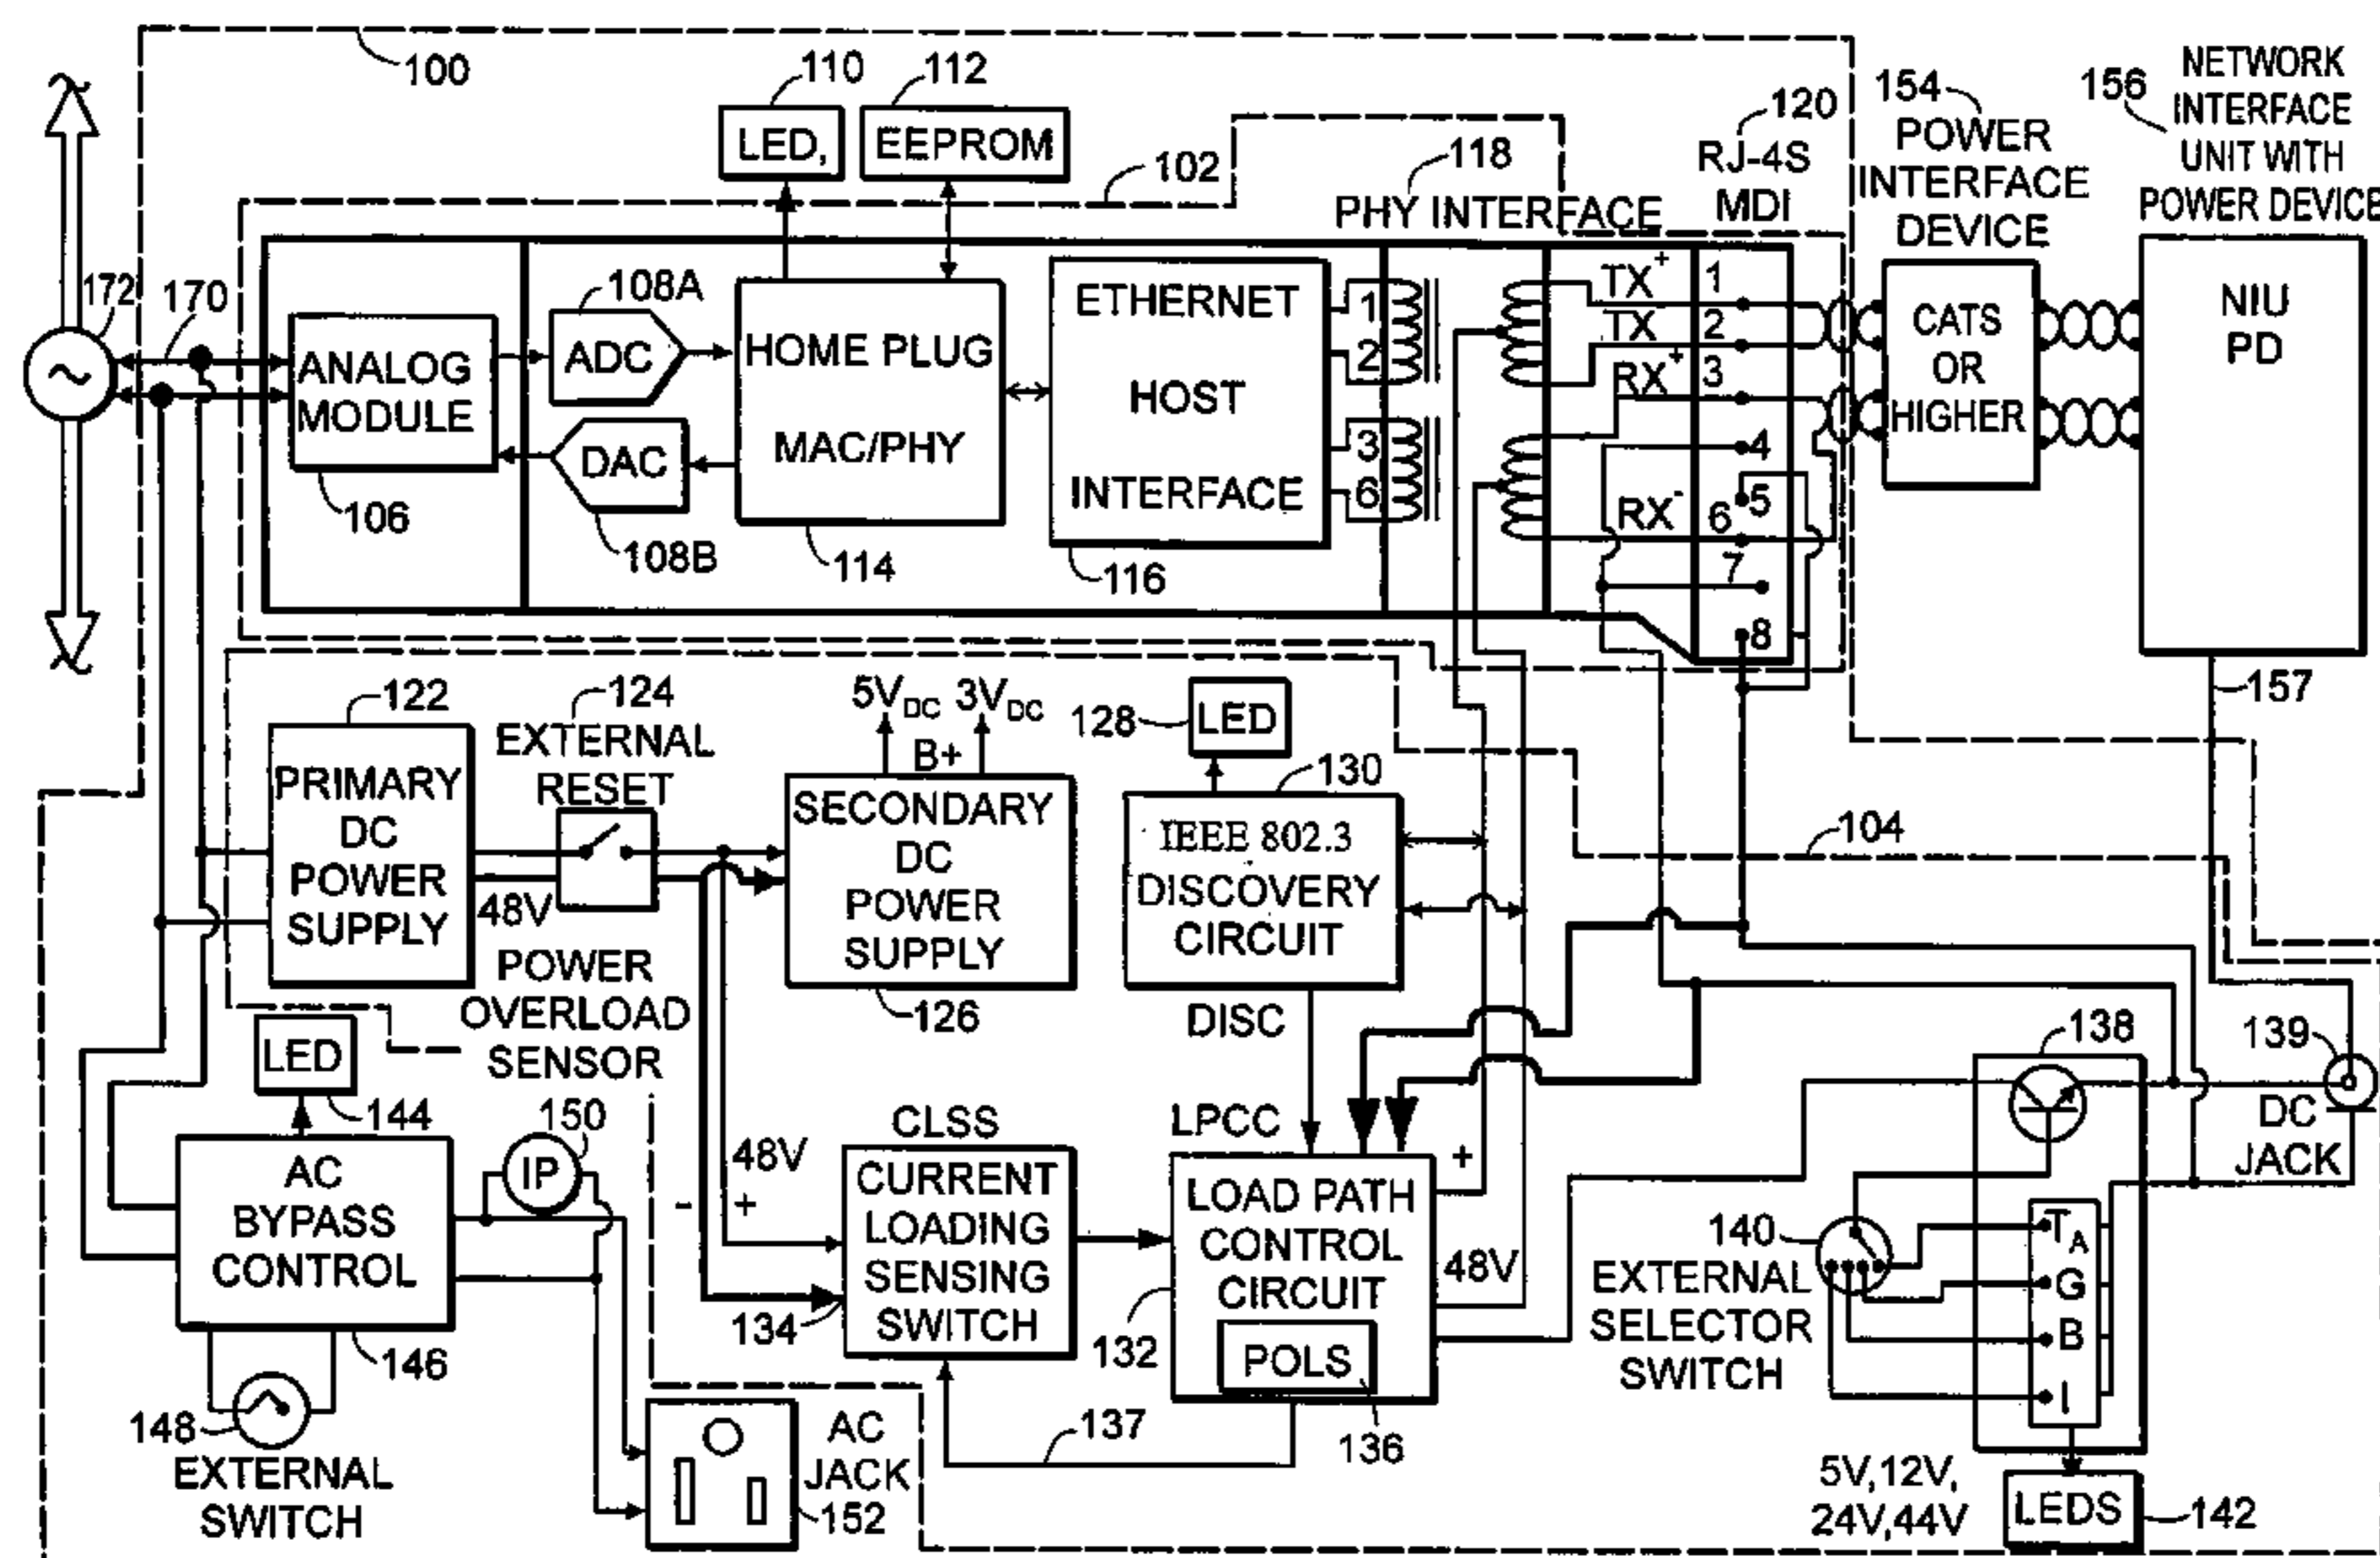 100
110
112
LED,
EEPROM
102
118
PHY INTERFACE
120
RJ-4S
MDI
154
POWER
INTERFACE
DEVICE
156
NETWORK
INTERFACE
UNIT WITH
POWER DEVICE
172
170
ANALOG
MODULE
106
108A
ADC
DAC
108B
HOME PLUG
MAC/PHY
114
ETHERNET
HOST
INTERFACE
116
1
2
3
6
TX+
TX
RX+
RX-
1
2
3
4
5
6
7
8
CATS
OR
HIGHER
NIU
PD
157
122
PRIMARY
DC
POWER
SUPPLY
124
EXTERNAL
RESET
48V
POWER
OVERLOAD
SENSOR
5VDC
3VDC
B+
SECONDARY
DC
POWER
SUPPLY
126
128
LED
130
IEEE 802.3
DISCOVERY
CIRCUIT
DISC
104
LED
144
150
IP
AC
BYPASS
CONTROL
146
148
EXTERNAL
SWITCH
AC
JACK
152
48V
-
+
CLSS
CURRENT
LOADING
SENSING
SWITCH
134
137
LPCC
LOAD PATH
CONTROL
CIRCUIT
POLS
132
136
+
48V
138
139
DC
JACK
140
EXTERNAL
SELECTOR
SWITCH
TA
G
B
I
5V,12V,
24V,44V
LEDS
142